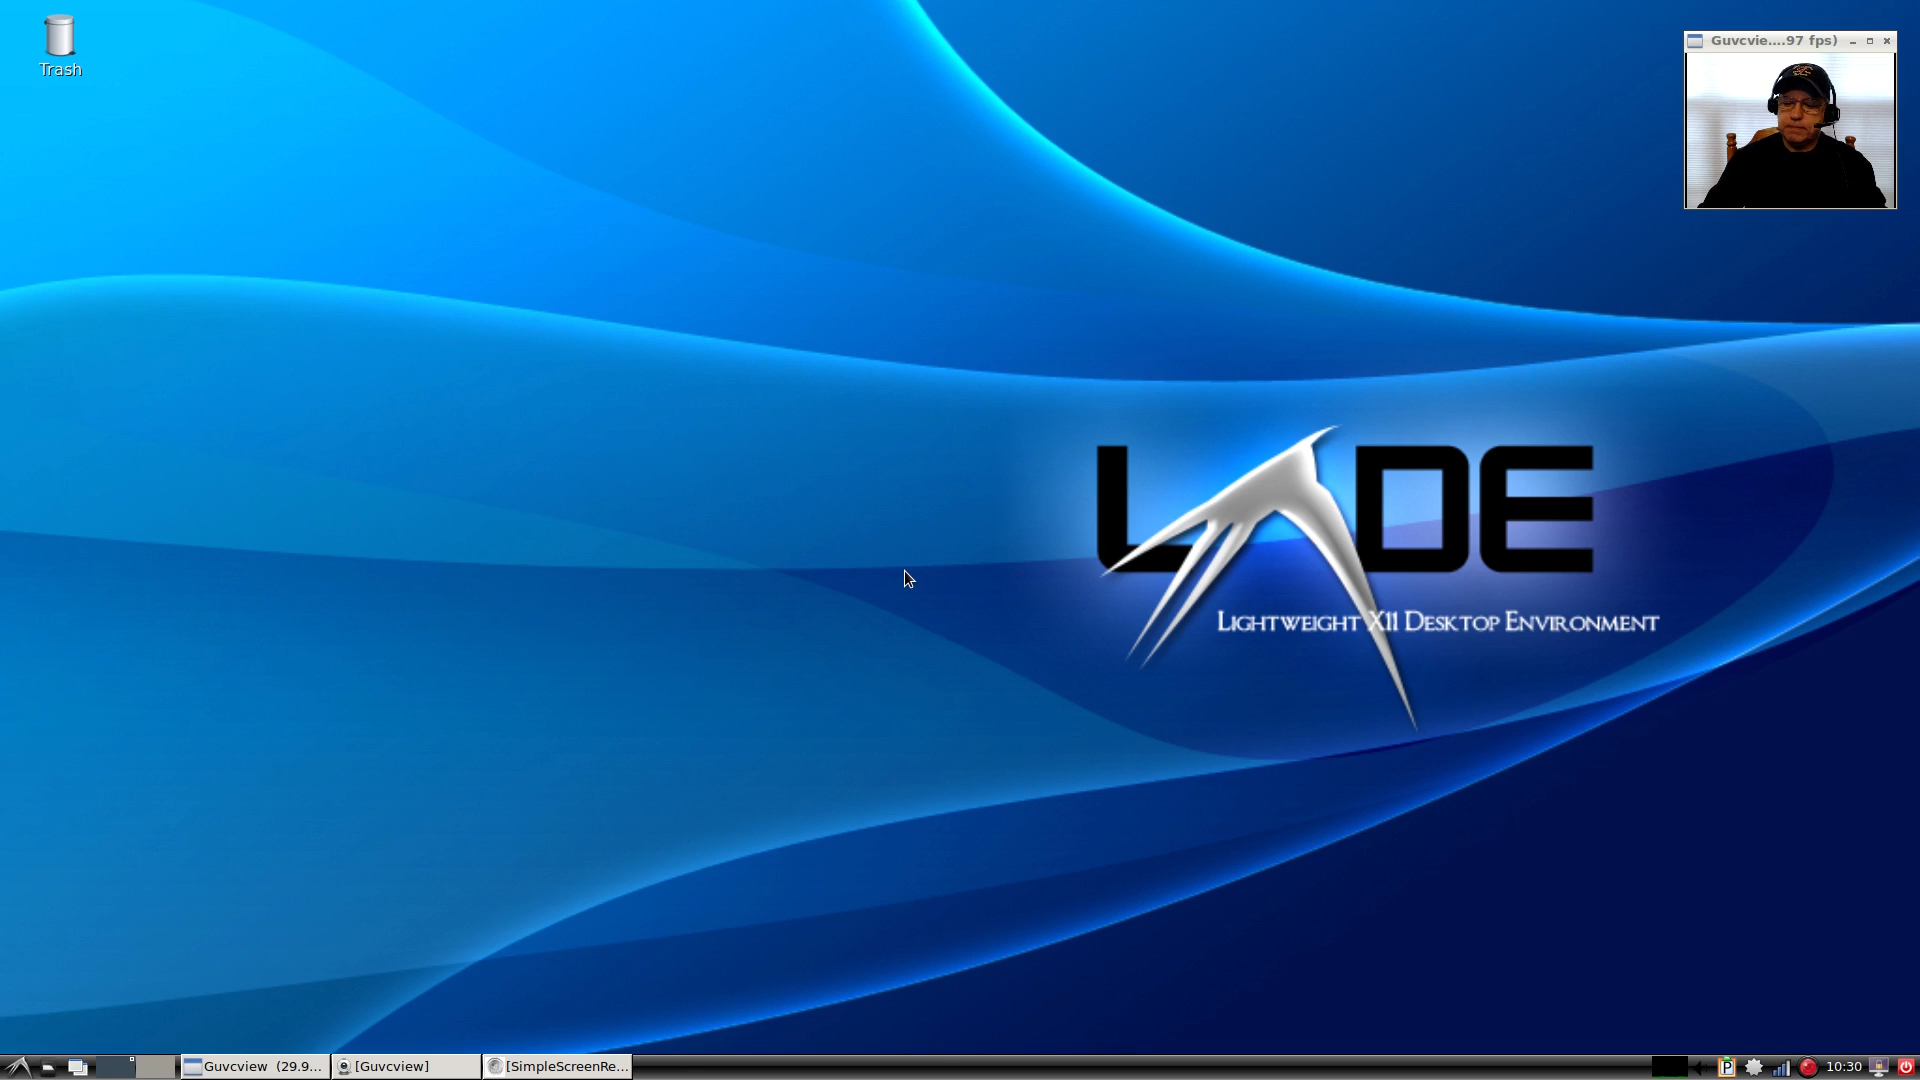 Trash
Guvcvie....97 fps)
LXDE
LIGHTWEIGHT X11 DESKTOP ENVIRONMENT
Guvcview (29.9...
[Guvcview]
[SimpleScreenRe...
P
10:30